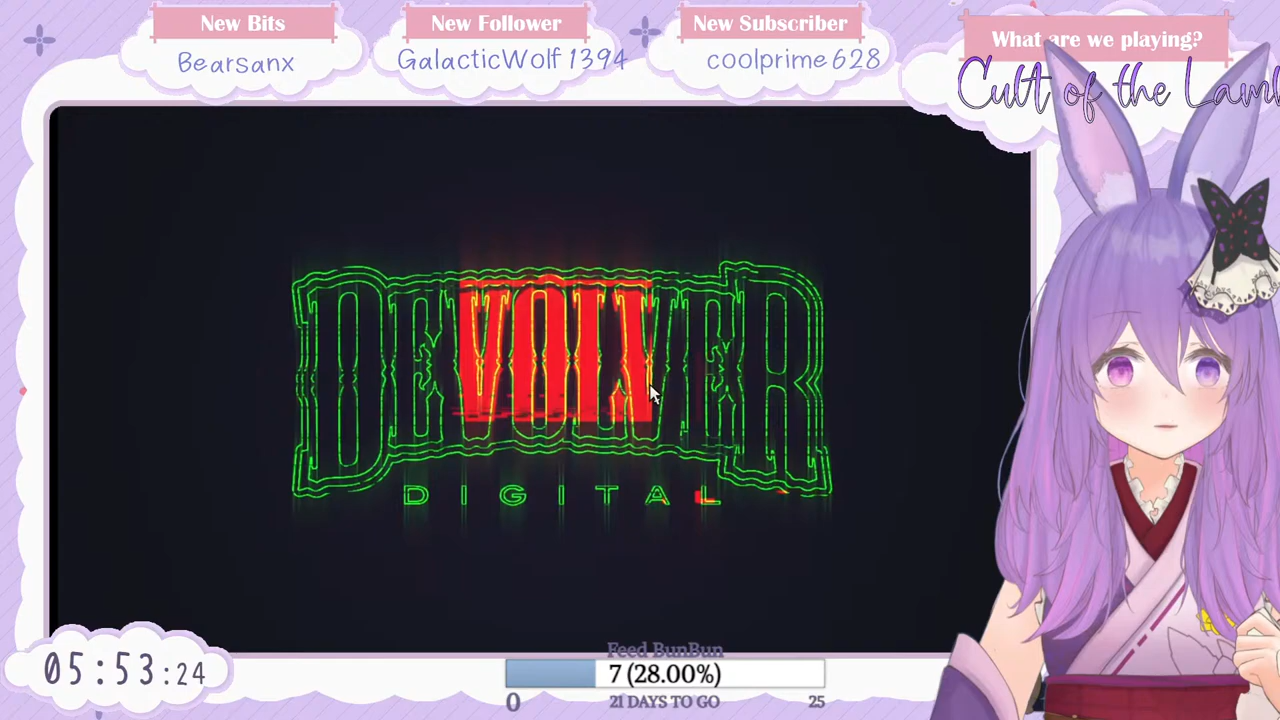 New Bits
Bearsanx
New Follower
GalacticWolf1394
New Subscriber
coolprime628
What are we playing?
Cult of the Lamb
DEVOLVER
DIGITAL
05:53:24
Feed BunBun
7 (28.00%)
0
21 DAYS TO GO
25